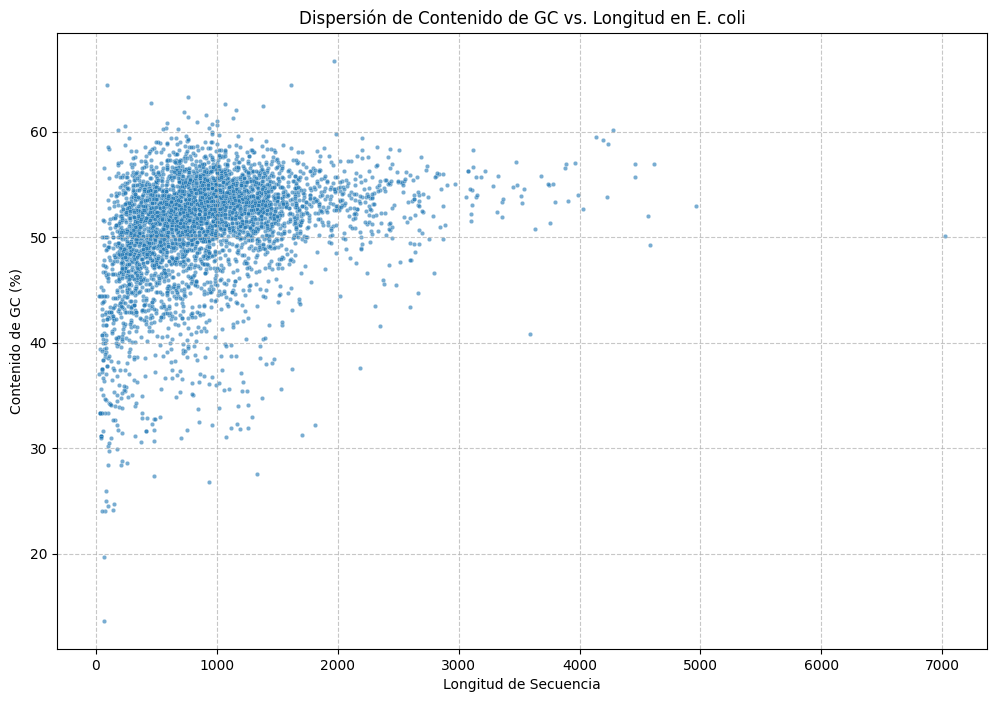 Dispersión de Contenido de GC vs. Longitud en E. coli
Contenido de GC (%)
60
50
40
30
20
0 1000 2000 3000 4000 5000 6000 7000
Longitud de Secuencia